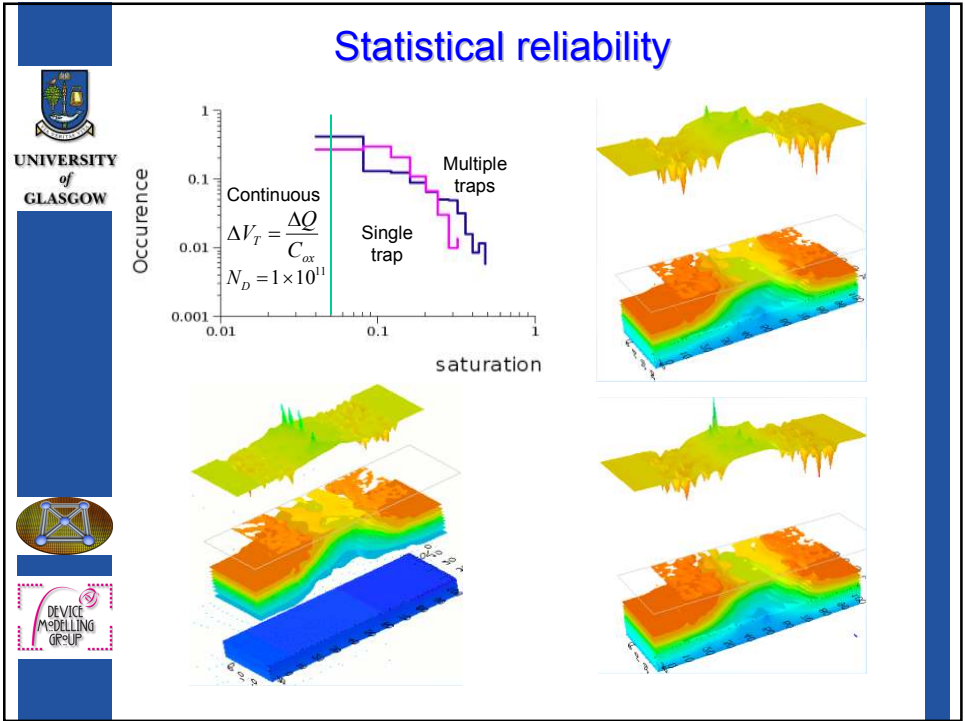 Statistical reliability
UNIVERSITY
of
GLASGOW
Occurence
1
0.1
0.01
0.001
0.01
0.1
1
saturation
Continuous
ΔV_T = ΔQ / C_ox
N_D = 1×10^11
Single
trap
Multiple
traps
DEVICE
MODELLING
GROUP